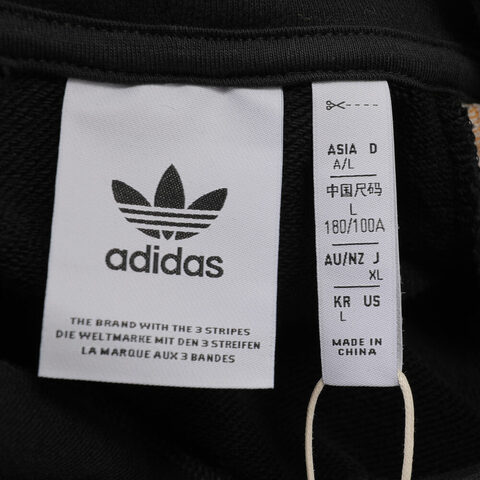 adidas
THE BRAND WITH THE 3 STRIPES
DIE WELTMARKE MIT DEN 3 STREIFEN
LA MARQUE AUX 3 BANDES
ASIA D
A/L
中国尺码
L
180/100A
AU/NZ J
XL
KR US
L
MADE IN
CHINA